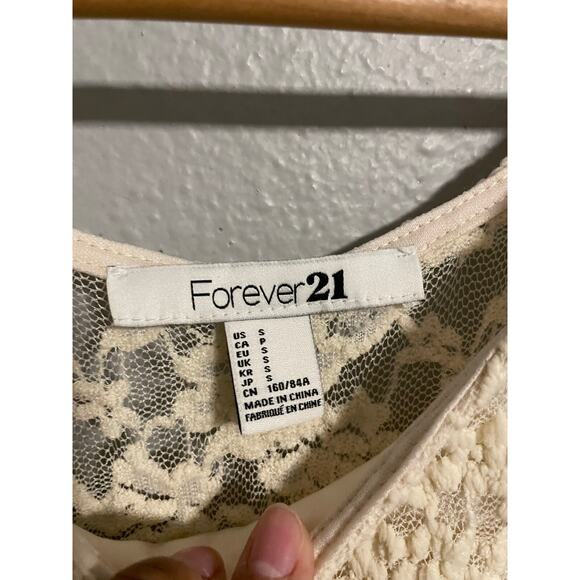 Forever21
US S
CA P
EU S
UK S
KR S
JP S
CN 160/84A
MADE IN CHINA
FABRIQUÉ EN CHINE